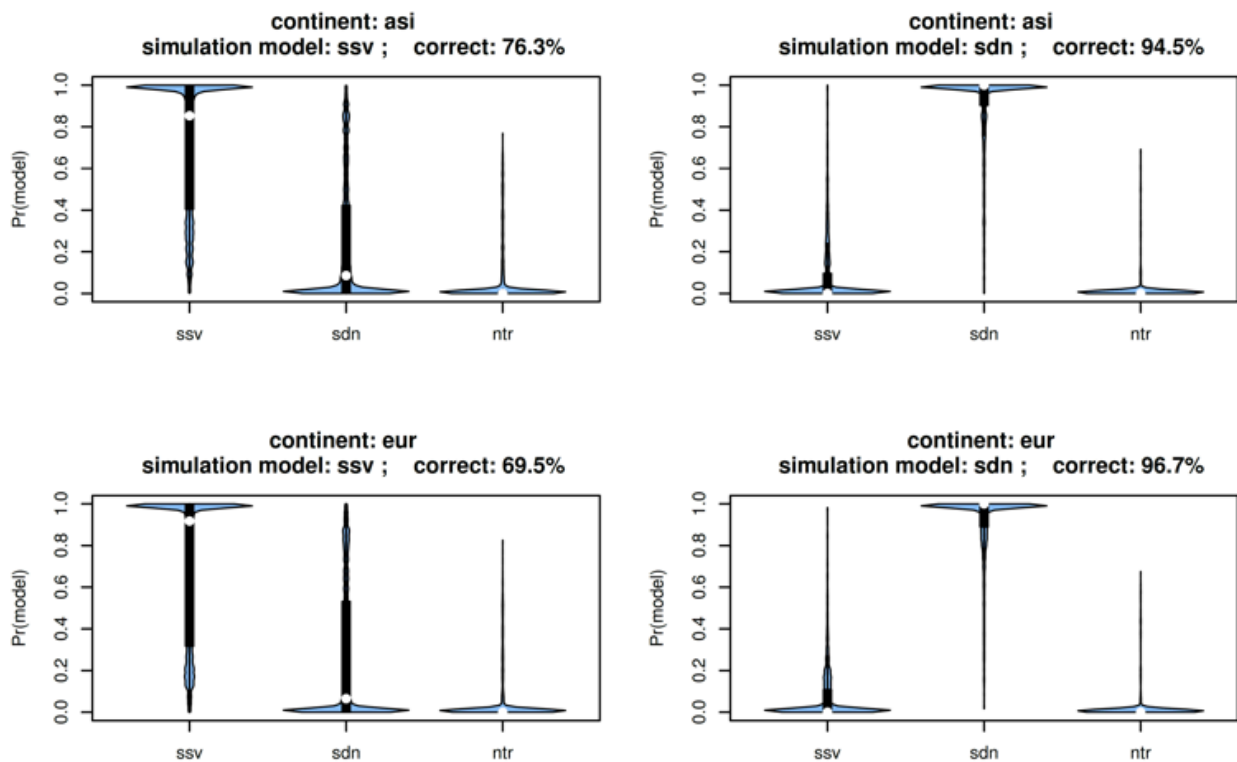 continent: asi
simulation model: ssv ; correct: 76.3%
Pr(model)
0.0 0.2 0.4 0.6 0.8 1.0
ssv sdn ntr
continent: asi
simulation model: sdn ; correct: 94.5%
Pr(model)
0.0 0.2 0.4 0.6 0.8 1.0
ssv sdn ntr
continent: eur
simulation model: ssv ; correct: 69.5%
Pr(model)
0.0 0.2 0.4 0.6 0.8 1.0
ssv sdn ntr
continent: eur
simulation model: sdn ; correct: 96.7%
Pr(model)
0.0 0.2 0.4 0.6 0.8 1.0
ssv sdn ntr